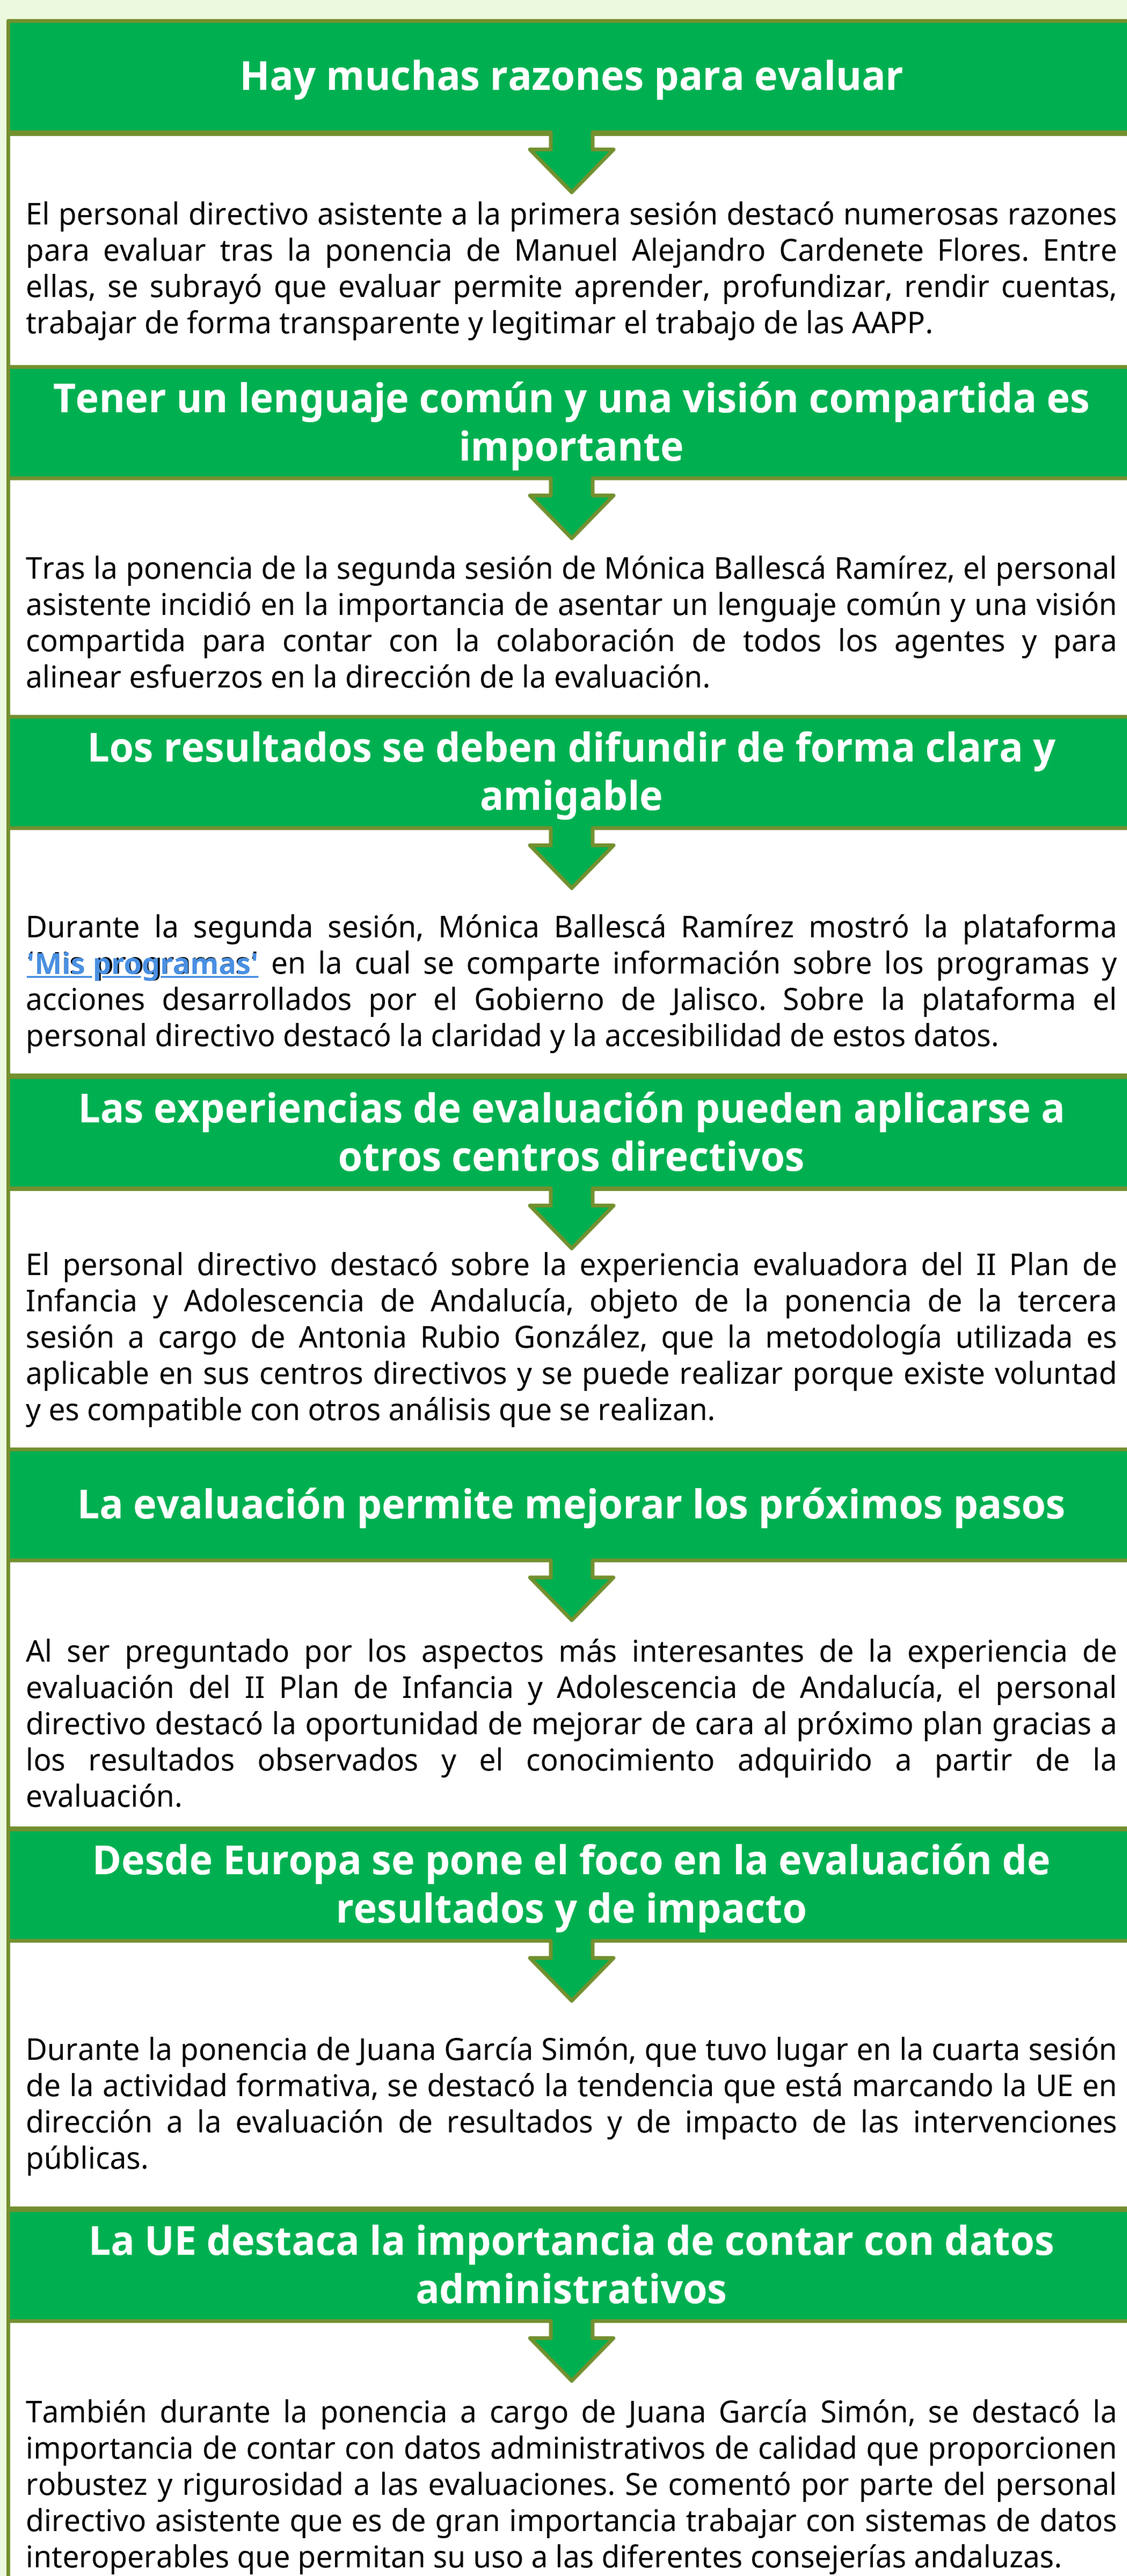 Hay muchas razones para evaluar
El personal directivo asistente a la primera sesión destacó numerosas razones
para evaluar tras la ponencia de Manuel Alejandro Cardenete Flores. Entre
ellas, se subrayó que evaluar permite aprender, profundizar, rendir cuentas,
trabajar de forma transparente y legitimar el trabajo de las AAPP.
Tener un lenguaje común y una visión compartida es
importante
Tras la ponencia de la segunda sesión de Mónica Ballescá Ramírez, el personal
asistente incidió en la importancia de asentar un lenguaje común y una visión
compartida para contar con la colaboración de todos los agentes y para
alinear esfuerzos en la dirección de la evaluación.
Los resultados se deben difundir de forma clara y
amigable
Durante la segunda sesión, Mónica Ballescá Ramírez mostró la plataforma
‘Mis programas‘ en la cual se comparte información sobre los programas y
acciones desarrollados por el Gobierno de Jalisco. Sobre la plataforma el
personal directivo destacó la claridad y la accesibilidad de estos datos.
Las experiencias de evaluación pueden aplicarse a
otros centros directivos
El personal directivo destacó sobre la experiencia evaluadora del II Plan de
Infancia y Adolescencia de Andalucía, objeto de la ponencia de la tercera
sesión a cargo de Antonia Rubio González, que la metodología utilizada es
aplicable en sus centros directivos y se puede realizar porque existe voluntad
y es compatible con otros análisis que se realizan.
La evaluación permite mejorar los próximos pasos
Al ser preguntado por los aspectos más interesantes de la experiencia de
evaluación del II Plan de Infancia y Adolescencia de Andalucía, el personal
directivo destacó la oportunidad de mejorar de cara al próximo plan gracias a
los resultados observados y el conocimiento adquirido a partir de la
evaluación.
Desde Europa se pone el foco en la evaluación de
resultados y de impacto
Durante la ponencia de Juana García Simón, que tuvo lugar en la cuarta sesión
de la actividad formativa, se destacó la tendencia que está marcando la UE en
dirección a la evaluación de resultados y de impacto de las intervenciones
públicas.
La UE destaca la importancia de contar con datos
administrativos
También durante la ponencia a cargo de Juana García Simón, se destacó la
importancia de contar con datos administrativos de calidad que proporcionen
robustez y rigurosidad a las evaluaciones. Se comentó por parte del personal
directivo asistente que es de gran importancia trabajar con sistemas de datos
interoperables que permitan su uso a las diferentes consejerías andaluzas.